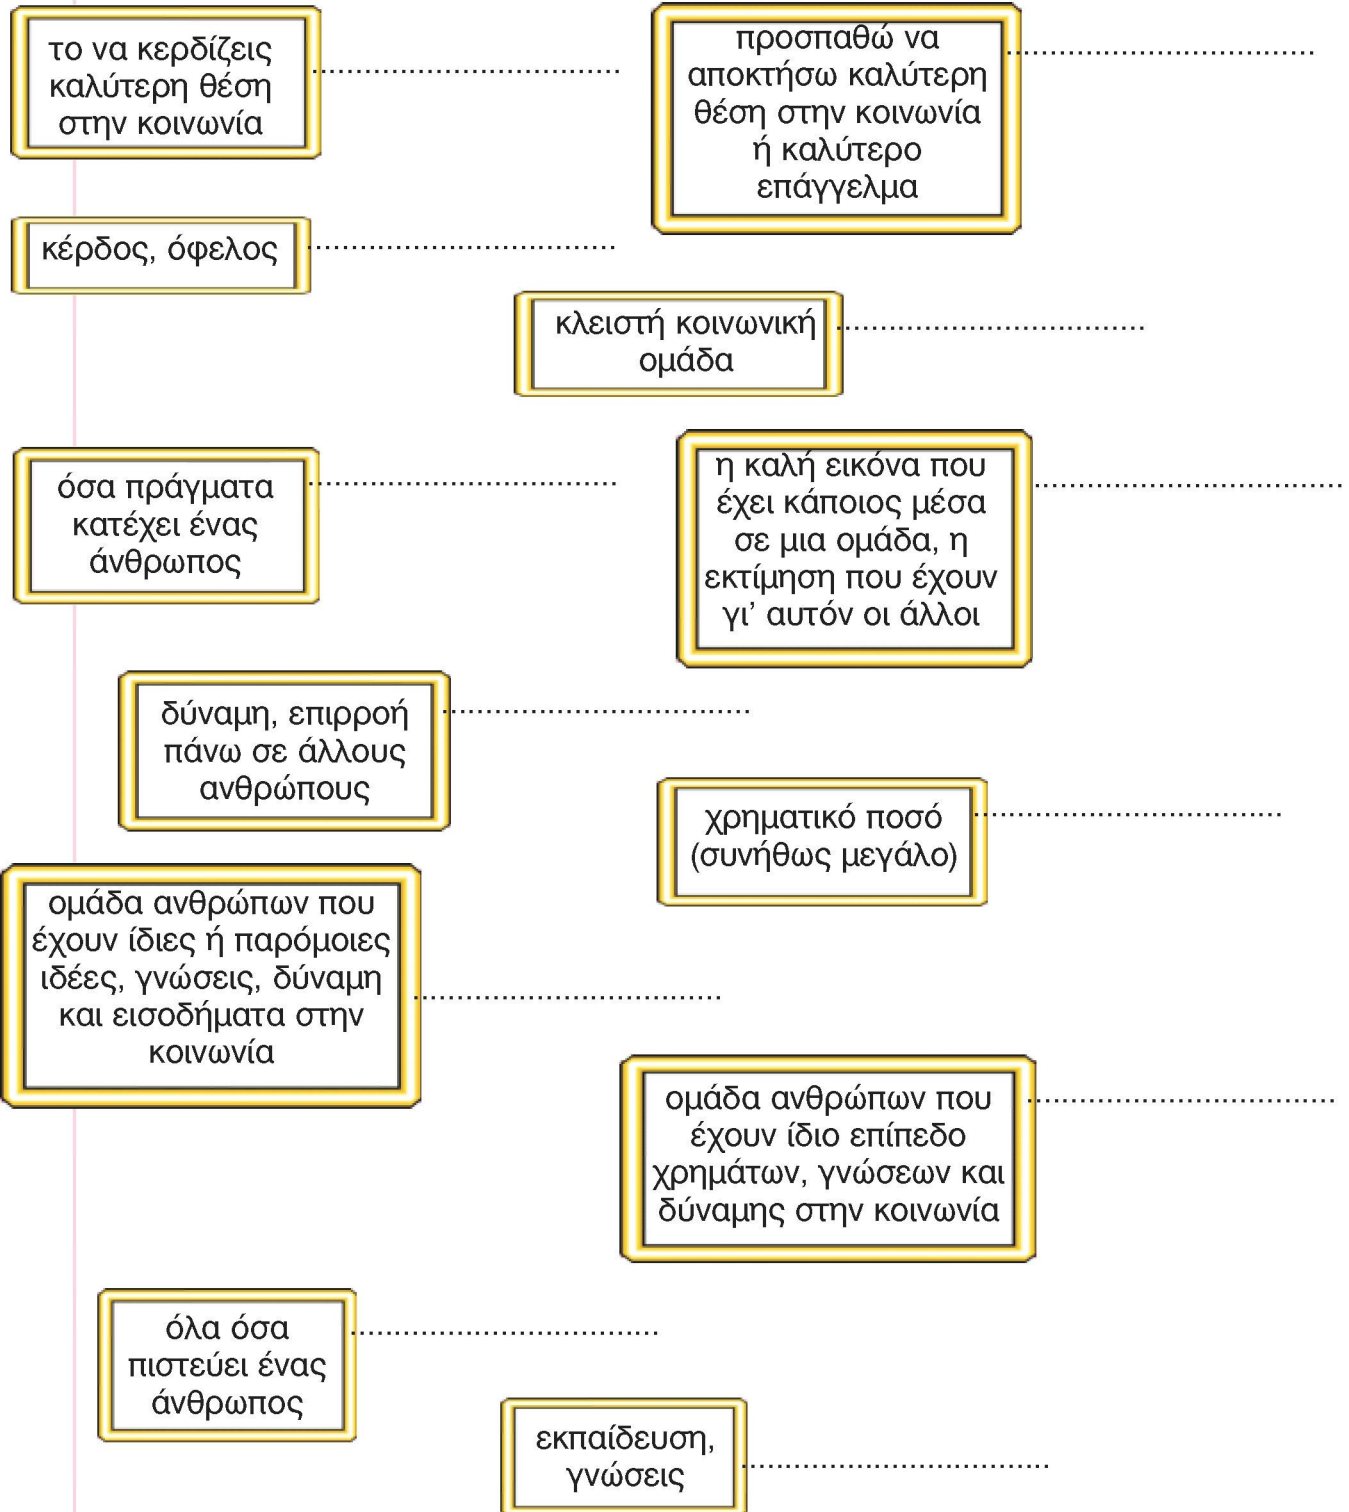 το να κερδίζεις
καλύτερη θέση
στην κοινωνία
προσπαθώ να
αποκτήσω καλύτερη
θέση στην κοινωνία
ή καλύτερο
επάγγελμα
κέρδος, όφελος
κλειστή κοινωνική
ομάδα
όσα πράγματα
κατέχει ένας
άνθρωπος
η καλή εικόνα που
έχει κάποιος μέσα
σε μια ομάδα, η
εκτίμηση που έχουν
γι' αυτόν οι άλλοι
δύναμη, επιρροή
πάνω σε άλλους
ανθρώπους
χρηματικό ποσό
(συνήθως μεγάλο)
ομάδα ανθρώπων που
έχουν ίδιες ή παρόμοιες
ιδέες, γνώσεις, δύναμη
και εισοδήματα στην
κοινωνία
ομάδα ανθρώπων που
έχουν ίδιο επίπεδο
χρημάτων, γνώσεων και
δύναμης στην κοινωνία
όλα όσα
πιστεύει ένας
άνθρωπος
εκπαίδευση,
γνώσεις